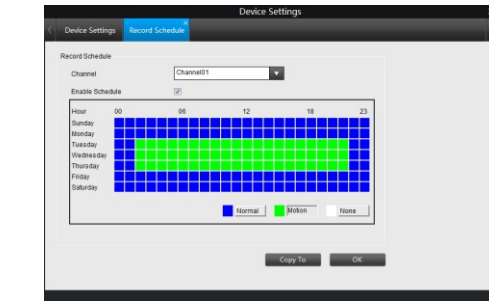 Device Settings
Device Settings Record Schedule
Record Schedule
Channel Channel01
Enable Schedule
Hour 00 06 12 18 23
Sunday
Monday
Tuesday
Wednesday
Thursday
Friday
Saturday
Normal Motion None
Copy To OK